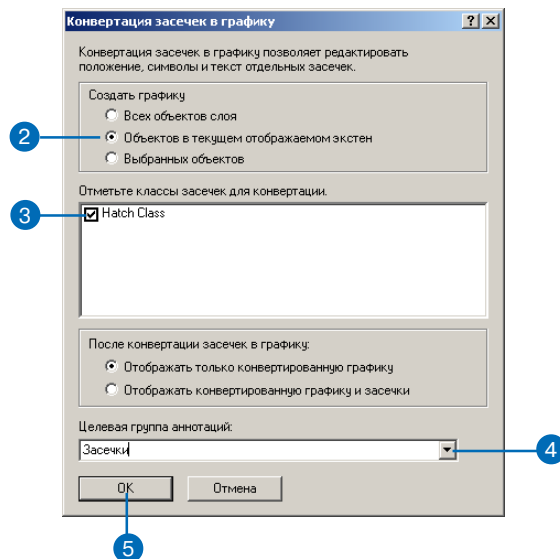 Конвертация засечек в графику
Конвертация засечек в графику позволяет редактировать
положение, символы и текст отдельных засечек.
Создать графику
Всех объектов слоя
2
Объектов в текущем отображаемом экстен
Выбранных объектов
Отметьте классы засечек для конвертации.
3
Hatch Class
После конвертации засечек в графику:
Отображать только конвертированную графику
Отображать конвертированную графику и засечки
Целевая группа аннотаций:
Засечки
4
OK
Отмена
5